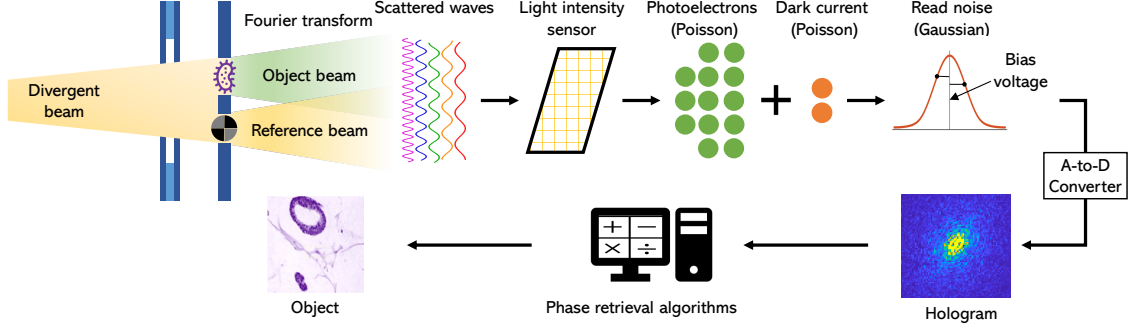 Fourier transform
Divergent
beam
Object beam
Reference beam
Scattered waves
Light intensity
sensor
Photoelectrons
(Poisson)
+
Dark current
(Poisson)
Read noise
(Gaussian)
Bias
voltage
A-to-D
Converter
Hologram
+ −
× ÷
Phase retrieval algorithms
Object